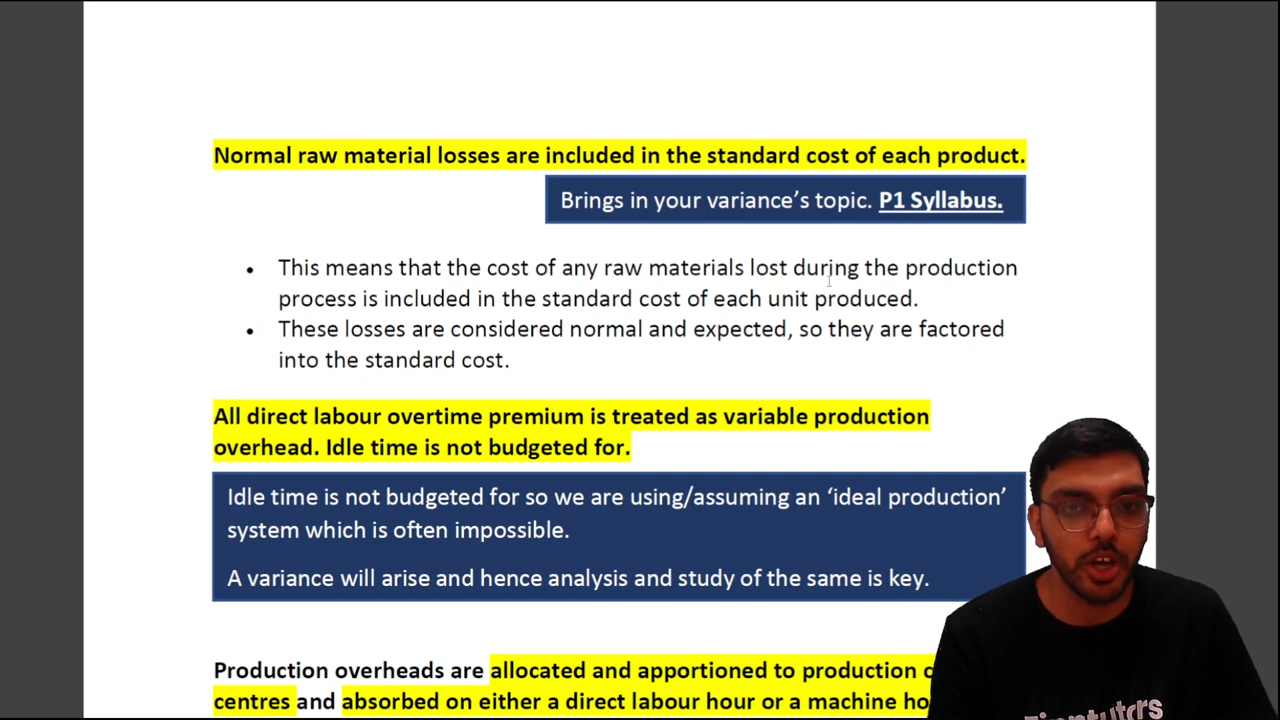 Normal raw material losses are included in the standard cost of each product.
Brings in your variance's topic. P1 Syllabus.
• This means that the cost of any raw materials lost during the production
process is included in the standard cost of each unit produced.
• These losses are considered normal and expected, so they are factored
into the standard cost.
All direct labour overtime premium is treated as variable production
overhead. Idle time is not budgeted for.
Idle time is not budgeted for so we are using/assuming an ‘ideal production’
system which is often impossible.
A variance will arise and hence analysis and study of the same is key.
Production overheads are allocated and apportioned to production
centres and absorbed on either a direct labour hour or a machine